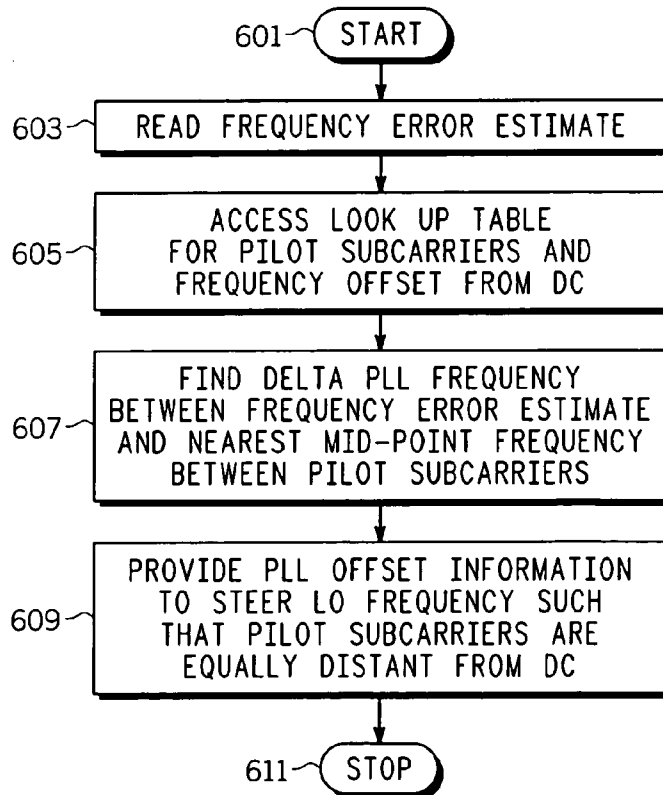 601 START
603 READ FREQUENCY ERROR ESTIMATE
605 ACCESS LOOK UP TABLE
FOR PILOT SUBCARRIERS AND
FREQUENCY OFFSET FROM DC
607 FIND DELTA PLL FREQUENCY
BETWEEN FREQUENCY ERROR ESTIMATE
AND NEAREST MID-POINT FREQUENCY
BETWEEN PILOT SUBCARRIERS
609 PROVIDE PLL OFFSET INFORMATION
TO STEER LO FREQUENCY SUCH
THAT PILOT SUBCARRIERS ARE
EQUALLY DISTANT FROM DC
611 STOP